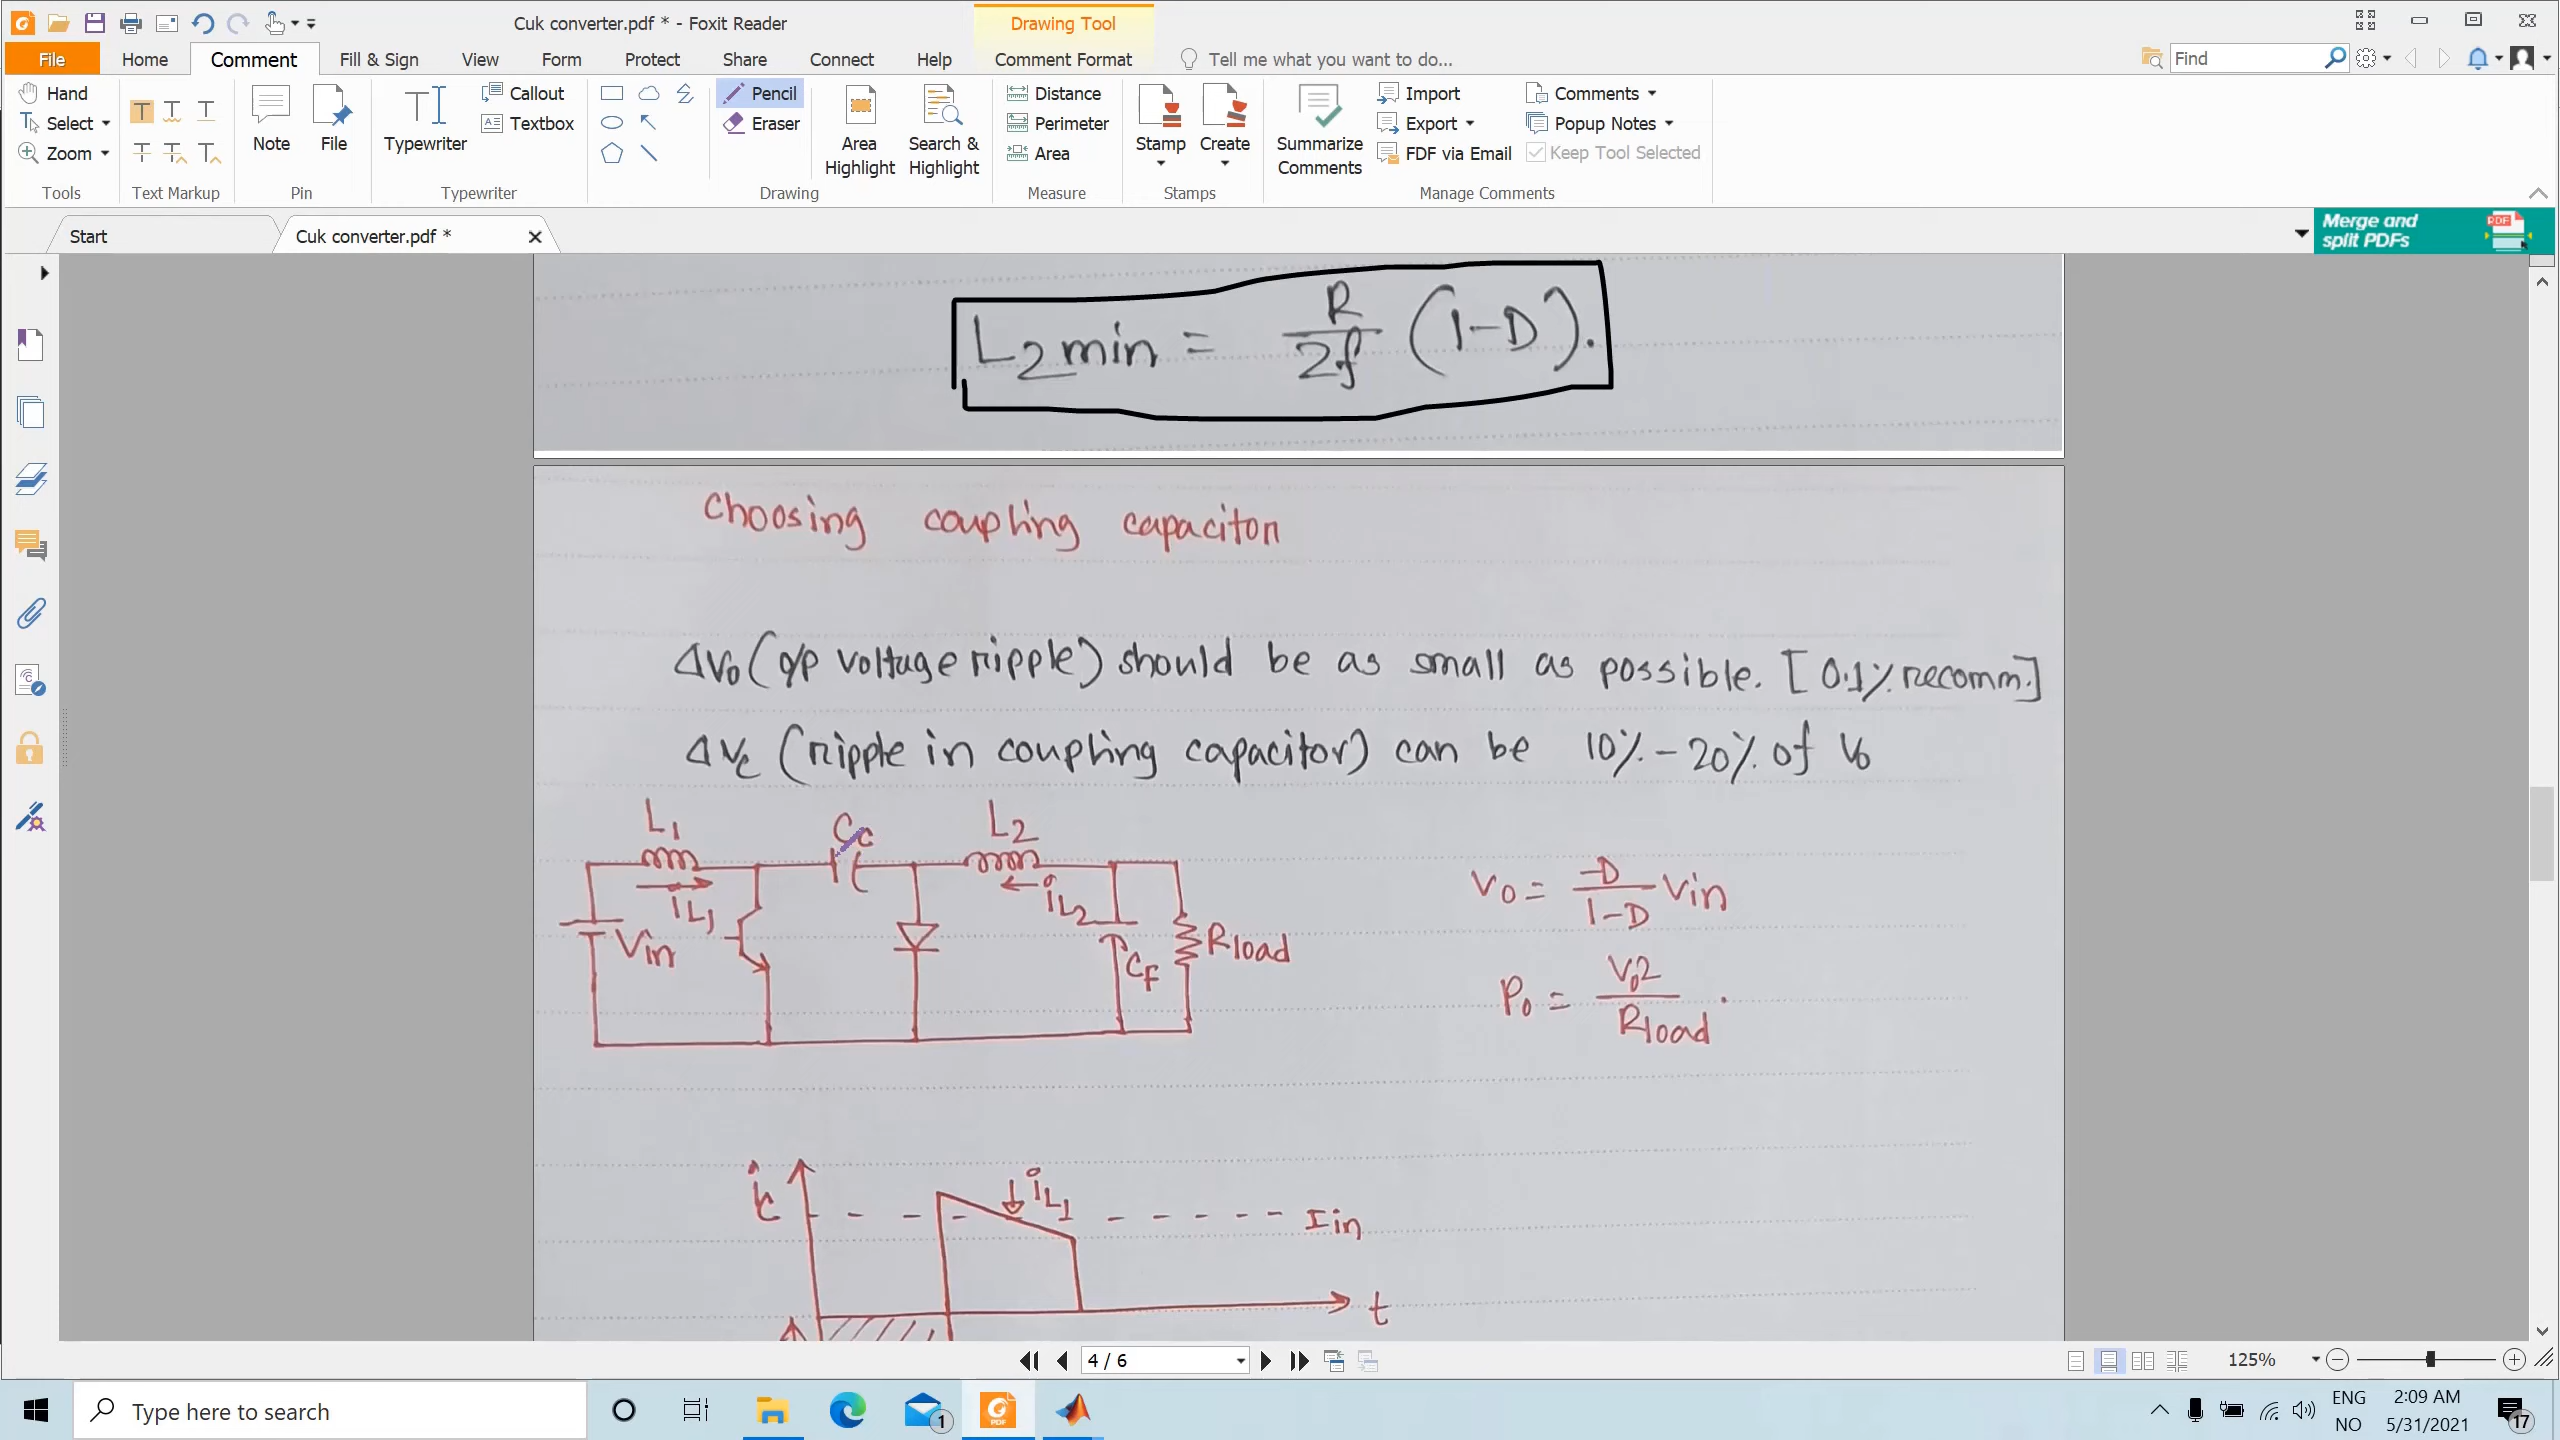 Cuk converter.pdf * - Foxit Reader
Drawing Tool
File Home Comment Fill & Sign View Form Protect Share Connect Help Comment Format Tell me what you want to do... Find
Hand
Select
Zoom
Tools
Text Markup
Note
File
Pin
Typewriter
Callout
Textbox
Typewriter
Pencil
Eraser
Area Highlight
Search & Highlight
Drawing
Distance
Perimeter
Area
Measure
Stamp
Create
Stamps
Summarize Comments
Import
Export
FDF via Email
Comments
Popup Notes
Keep Tool Selected
Manage Comments
Start
Cuk converter.pdf *
Merge and
split PDFs
PDF
L2min = R/2f (1-D).
Choosing coupling capacitor
ΔVo (o/p voltage ripple) should be as small as possible. [0.1% recomm.]
ΔVc (ripple in coupling capacitor) can be 10% - 20% of Vo
L1
Cc
L2
iL1
iL2
Vin
CF
Rload
Vo = -D/1-D Vin
Po = Vo2/Rload .
ic
iL1
Iin
t
4 / 6
125%
Type here to search
1
PDF
ENG
NO
2:09 AM
5/31/2021
17